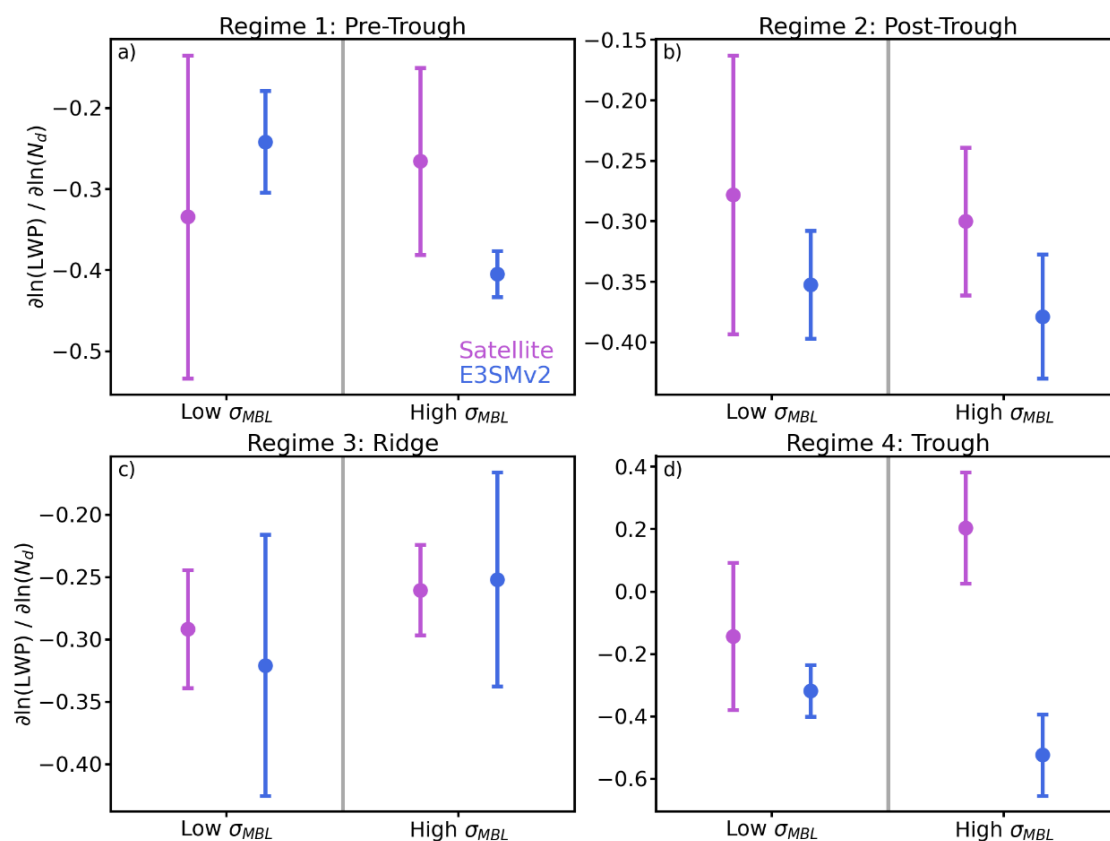 Regime 1: Pre-Trough
a)
−0.2
−0.3
−0.4
−0.5
∂ln(LWP) / ∂ln(N_d)
Satellite
E3SMv2
Low σ_MBL
High σ_MBL
Regime 2: Post-Trough
b)
−0.15
−0.20
−0.25
−0.30
−0.35
−0.40
Low σ_MBL
High σ_MBL
Regime 3: Ridge
c)
−0.20
−0.25
−0.30
−0.35
−0.40
∂ln(LWP) / ∂ln(N_d)
Low σ_MBL
High σ_MBL
Regime 4: Trough
d)
0.4
0.2
0.0
−0.2
−0.4
−0.6
Low σ_MBL
High σ_MBL